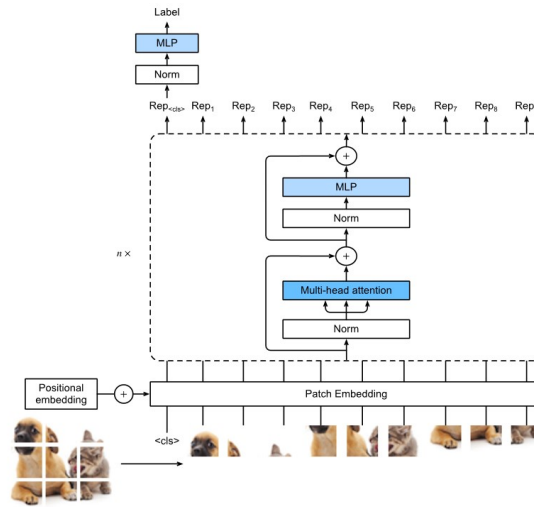 Label
MLP
Norm
Rep<cls> Rep1 Rep2 Rep3 Rep4 Rep5 Rep6 Rep7 Rep8 Rep
MLP
Norm
n ×
Multi-head attention
Norm
Positional
embedding
Patch Embedding
<cls>